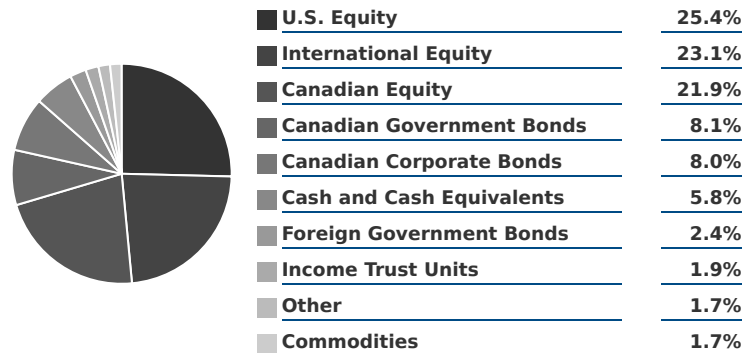 U.S. Equity 25.4%
International Equity 23.1%
Canadian Equity 21.9%
Canadian Government Bonds 8.1%
Canadian Corporate Bonds 8.0%
Cash and Cash Equivalents 5.8%
Foreign Government Bonds 2.4%
Income Trust Units 1.9%
Other 1.7%
Commodities 1.7%